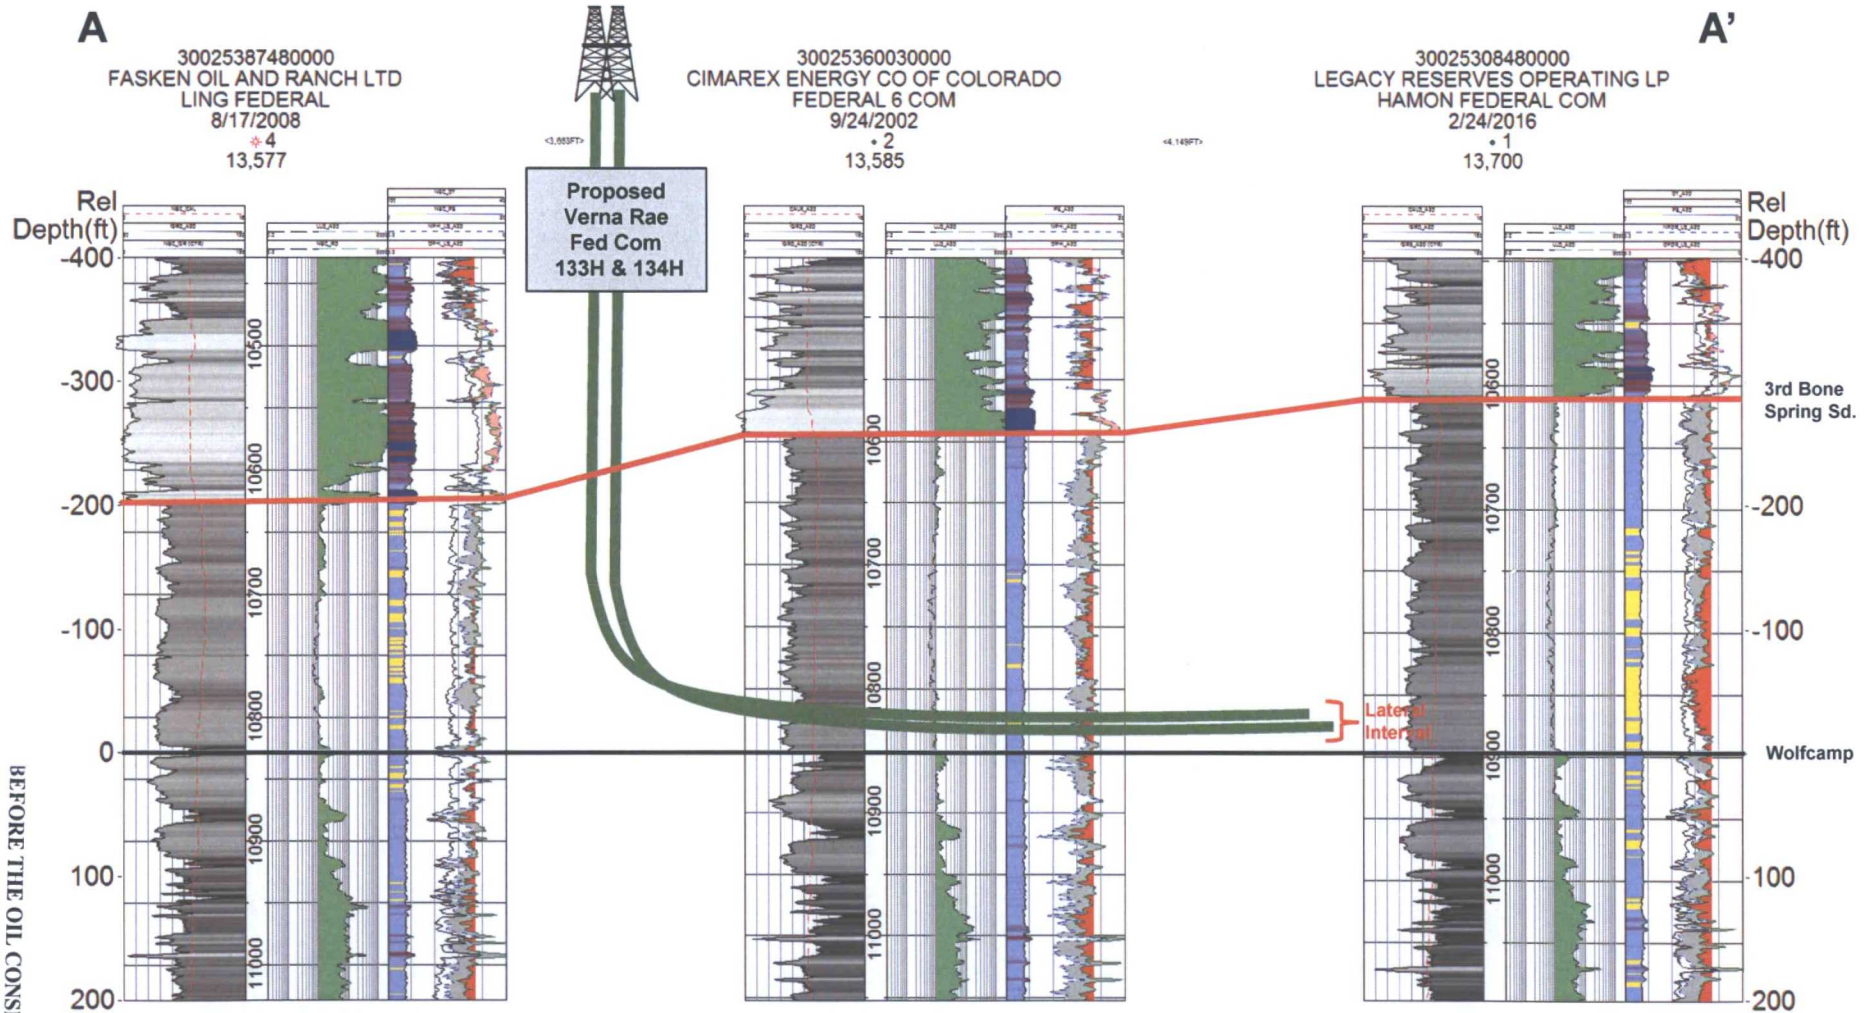 A
A'
30025387480000
FASKEN OIL AND RANCH LTD
LING FEDERAL
8/17/2008
4
13,577
30025360030000
CIMAREX ENERGY CO OF COLORADO
FEDERAL 6 COM
9/24/2002
2
13,585
30025308480000
LEGACY RESERVES OPERATING LP
HAMON FEDERAL COM
2/24/2016
1
13,700
<4,149FT>
Proposed
Verna Rae
Fed Com
133H & 134H
Rel
Depth(ft)
-400
-300
-200
-100
0
100
200
10500
10600
10700
10800
10900
11000
10600
10700
10800
10900
11000
10600
10700
10800
10900
11000
Rel
Depth(ft)
-400
-200
-100
100
200
3rd Bone
Spring Sd.
Lateral
Interval
Wolfcamp
BEFORE THE OIL CONS